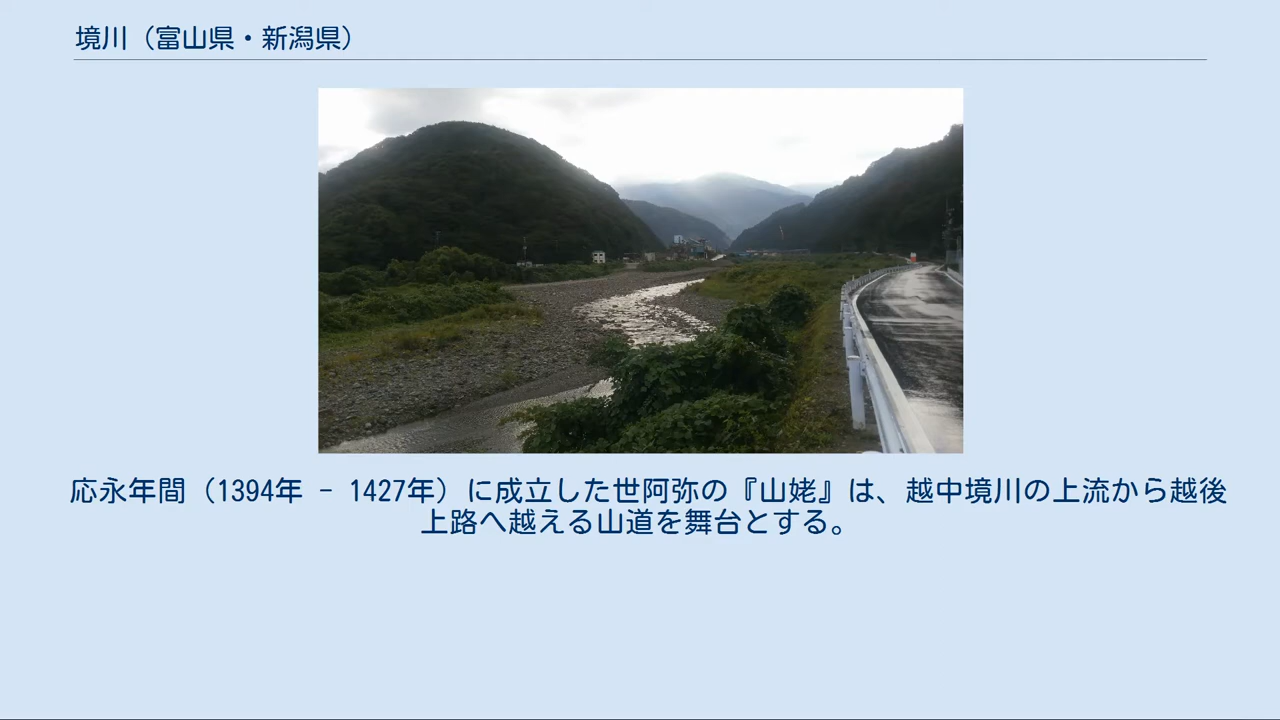 境川（富山県・新潟県）
応永年間（1394年 - 1427年）に成立した世阿弥の『山姥』は、越中境川の上流から越後
上路へ越える山道を舞台とする。